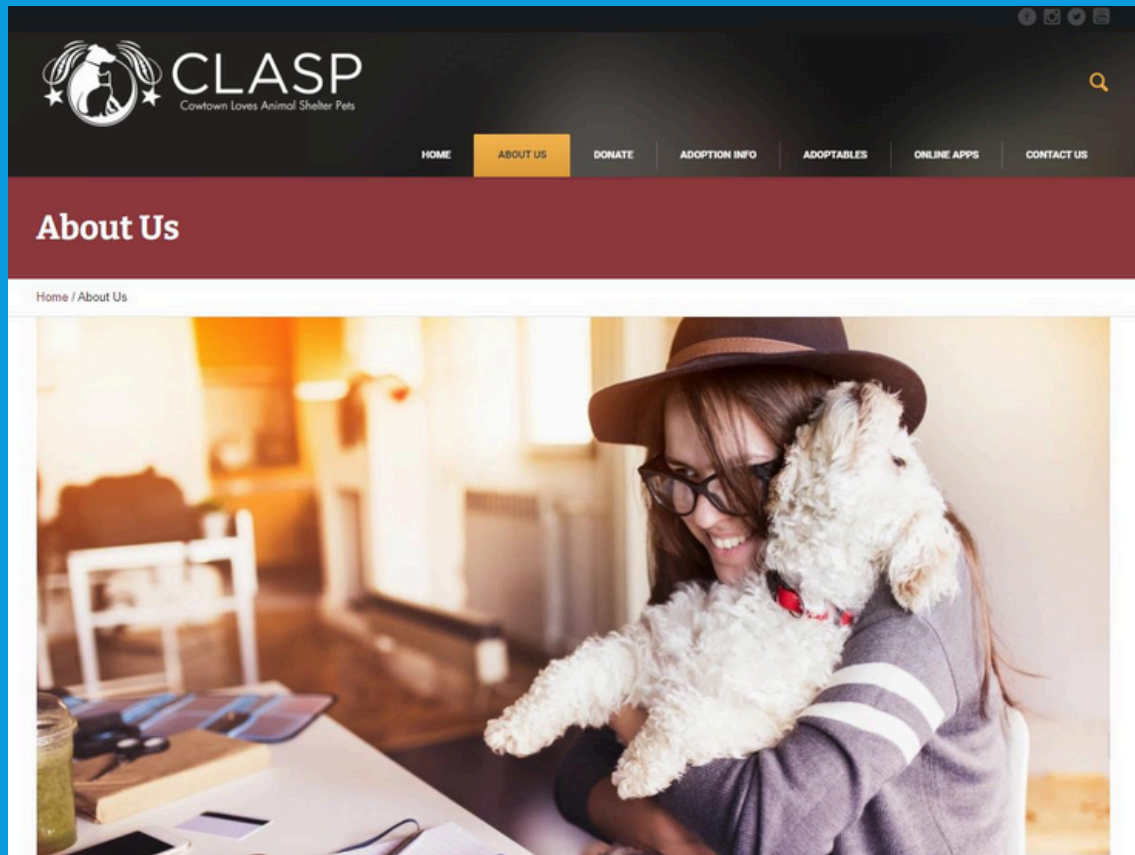 CLASP
Cowtown Loves Animal Shelter Pets
HOME ABOUT US DONATE ADOPTION INFO ADOPTABLES ONLINE APPS CONTACT US
About Us
Home / About Us